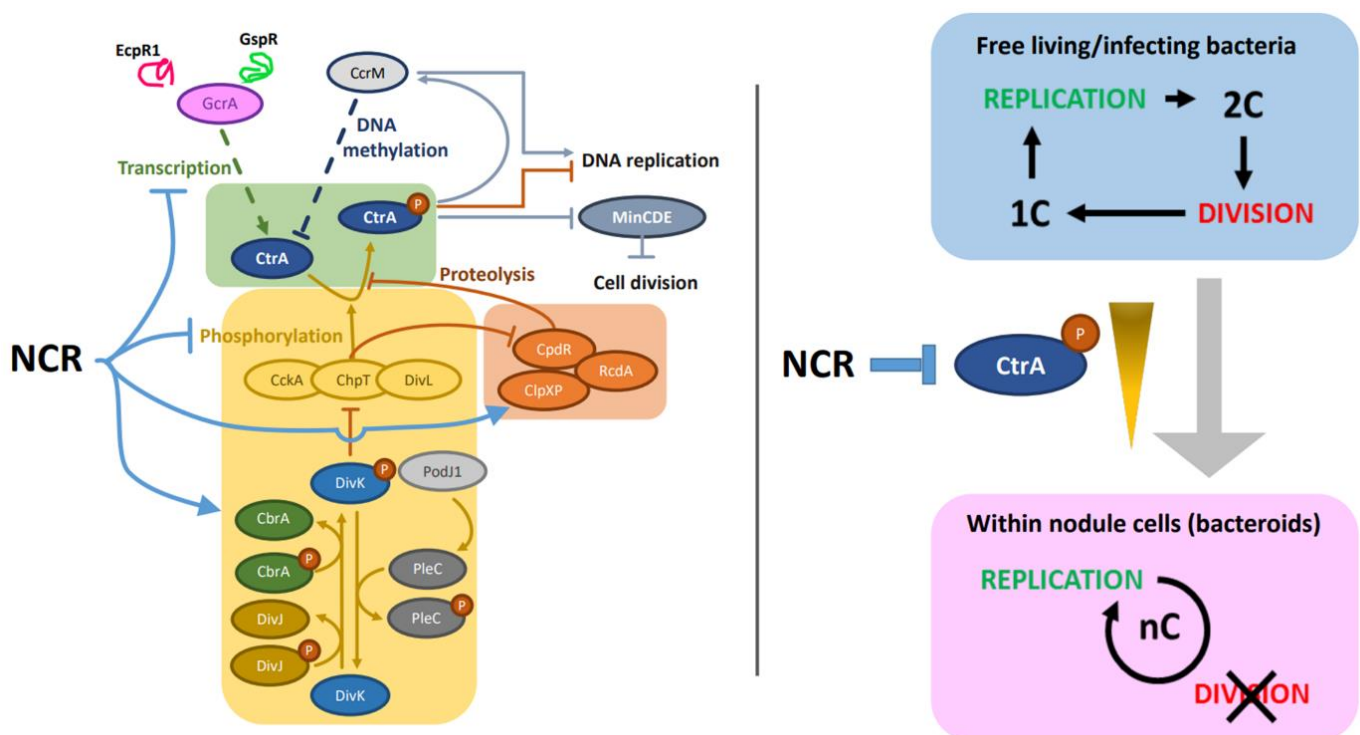 EcpR1
GspR
GcrA
CcrM
Transcription
DNA
methylation
DNA replication
CtrA
P
CtrA
MinCDE
Cell division
Proteolysis
NCR
Phosphorylation
CckA
ChpT
DivL
CpdR
RcdA
ClpXP
DivK
P
PodJ1
CbrA
CbrA
P
PleC
PleC
P
DivJ
DivJ
P
DivK
Free living/infecting bacteria
REPLICATION
2C
1C
DIVISION
NCR
CtrA
P
Within nodule cells (bacteroids)
REPLICATION
nC
DIVISION